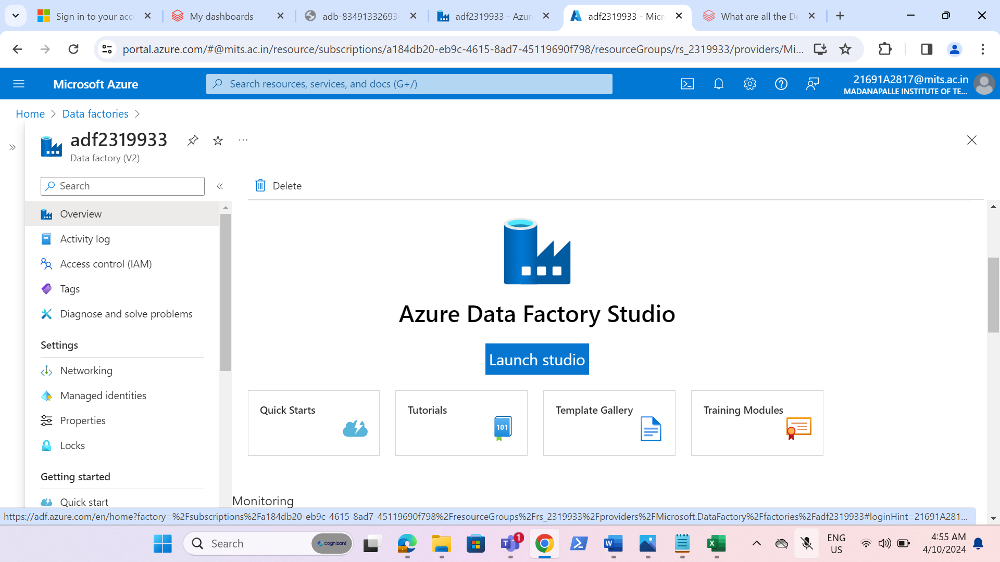 Sign in to your acc
My dashboards
adb-83491332693
adf2319933 - Azur
adf2319933 - Micr
What are all the De
portal.azure.com/#@mits.ac.in/resource/subscriptions/a184db20-eb9c-4615-8ad7-45119690f798/resourceGroups/rs_2319933/providers/Mi...
Microsoft Azure
Search resources, services, and docs (G+/)
21691A2817@mits.ac.in
MADANAPALLE INSTITUTE OF TE...
Home > Data factories >
adf2319933
Data factory (V2)
Search
Delete
Overview
Activity log
Access control (IAM)
Tags
Diagnose and solve problems
Settings
Networking
Managed identities
Properties
Locks
Getting started
Quick start
Azure Data Factory Studio
Launch studio
Quick Starts
Tutorials
101
Template Gallery
Training Modules
Monitoring
https://adf.azure.com/en/home?factory=%2Fsubscriptions%2Fa184db20-eb9c-4615-8ad7-45119690f798%2FresourceGroups%2Frs_2319933%2Fproviders%2FMicrosoft.DataFactory%2Ffactories%2Fadf2319933#loginHint=21691A281...
Search
cognizant
1
ENG
US
4:55 AM
4/10/2024